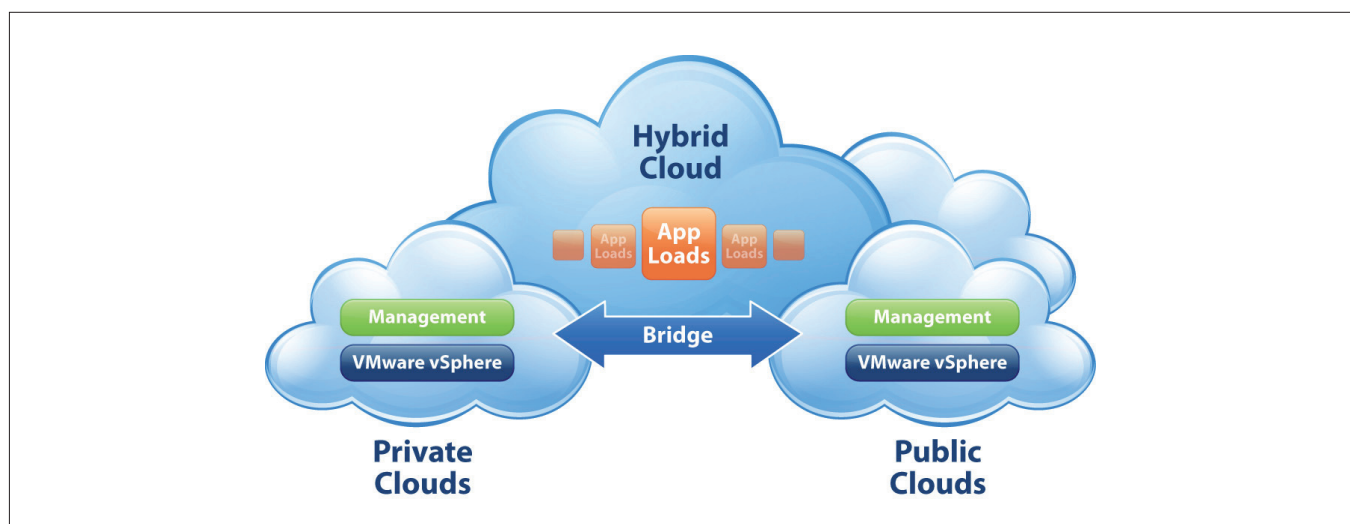 Hybrid
Cloud
App
Loads
App
Loads
App
Loads
Management
VMware vSphere
Bridge
Management
VMware vSphere
Private
Clouds
Public
Clouds